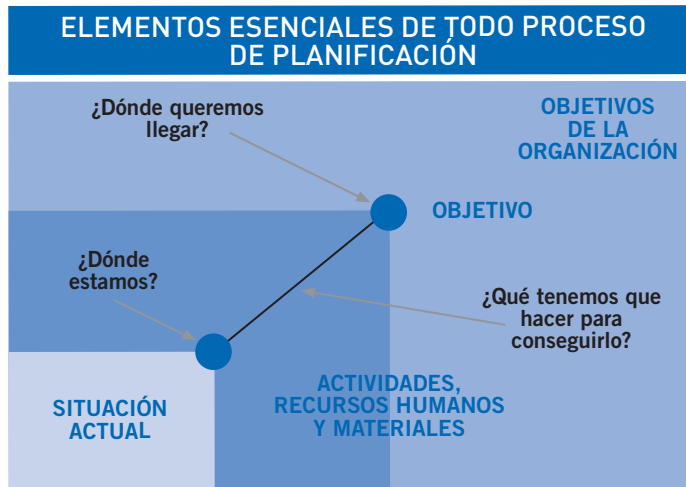 ELEMENTOS ESENCIALES DE TODO PROCESO
DE PLANIFICACIÓN
¿Dónde queremos
llegar?
OBJETIVOS
DE LA
ORGANIZACIÓN
OBJETIVO
¿Dónde
estamos?
¿Qué tenemos que
hacer para
conseguirlo?
SITUACIÓN
ACTUAL
ACTIVIDADES,
RECURSOS HUMANOS
Y MATERIALES